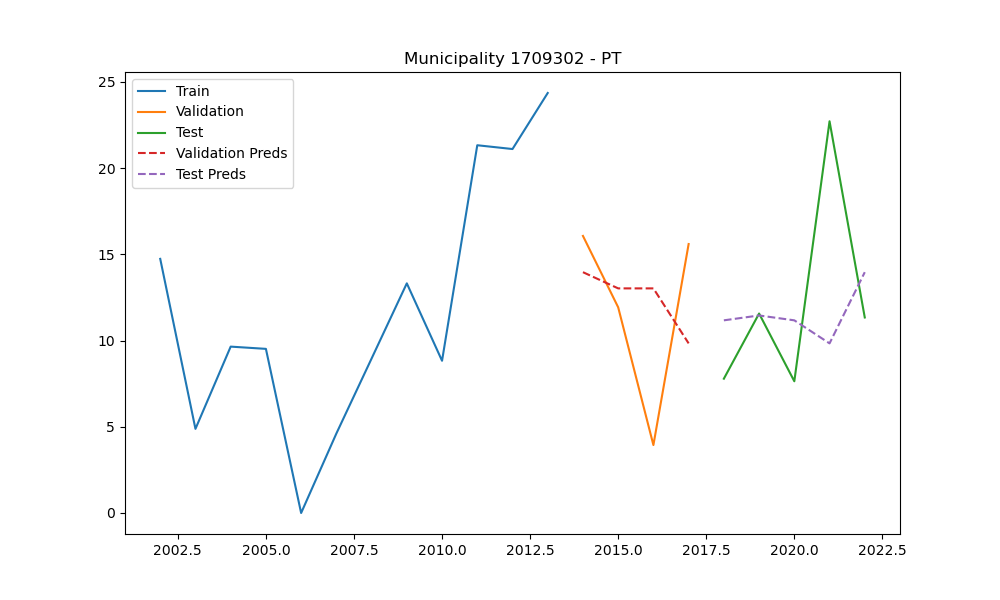 Municipality 1709302 - PT
25
20
15
10
5
0
Train
Validation
Test
Validation Preds
Test Preds
2002.5 2005.0 2007.5 2010.0 2012.5 2015.0 2017.5 2020.0 2022.5